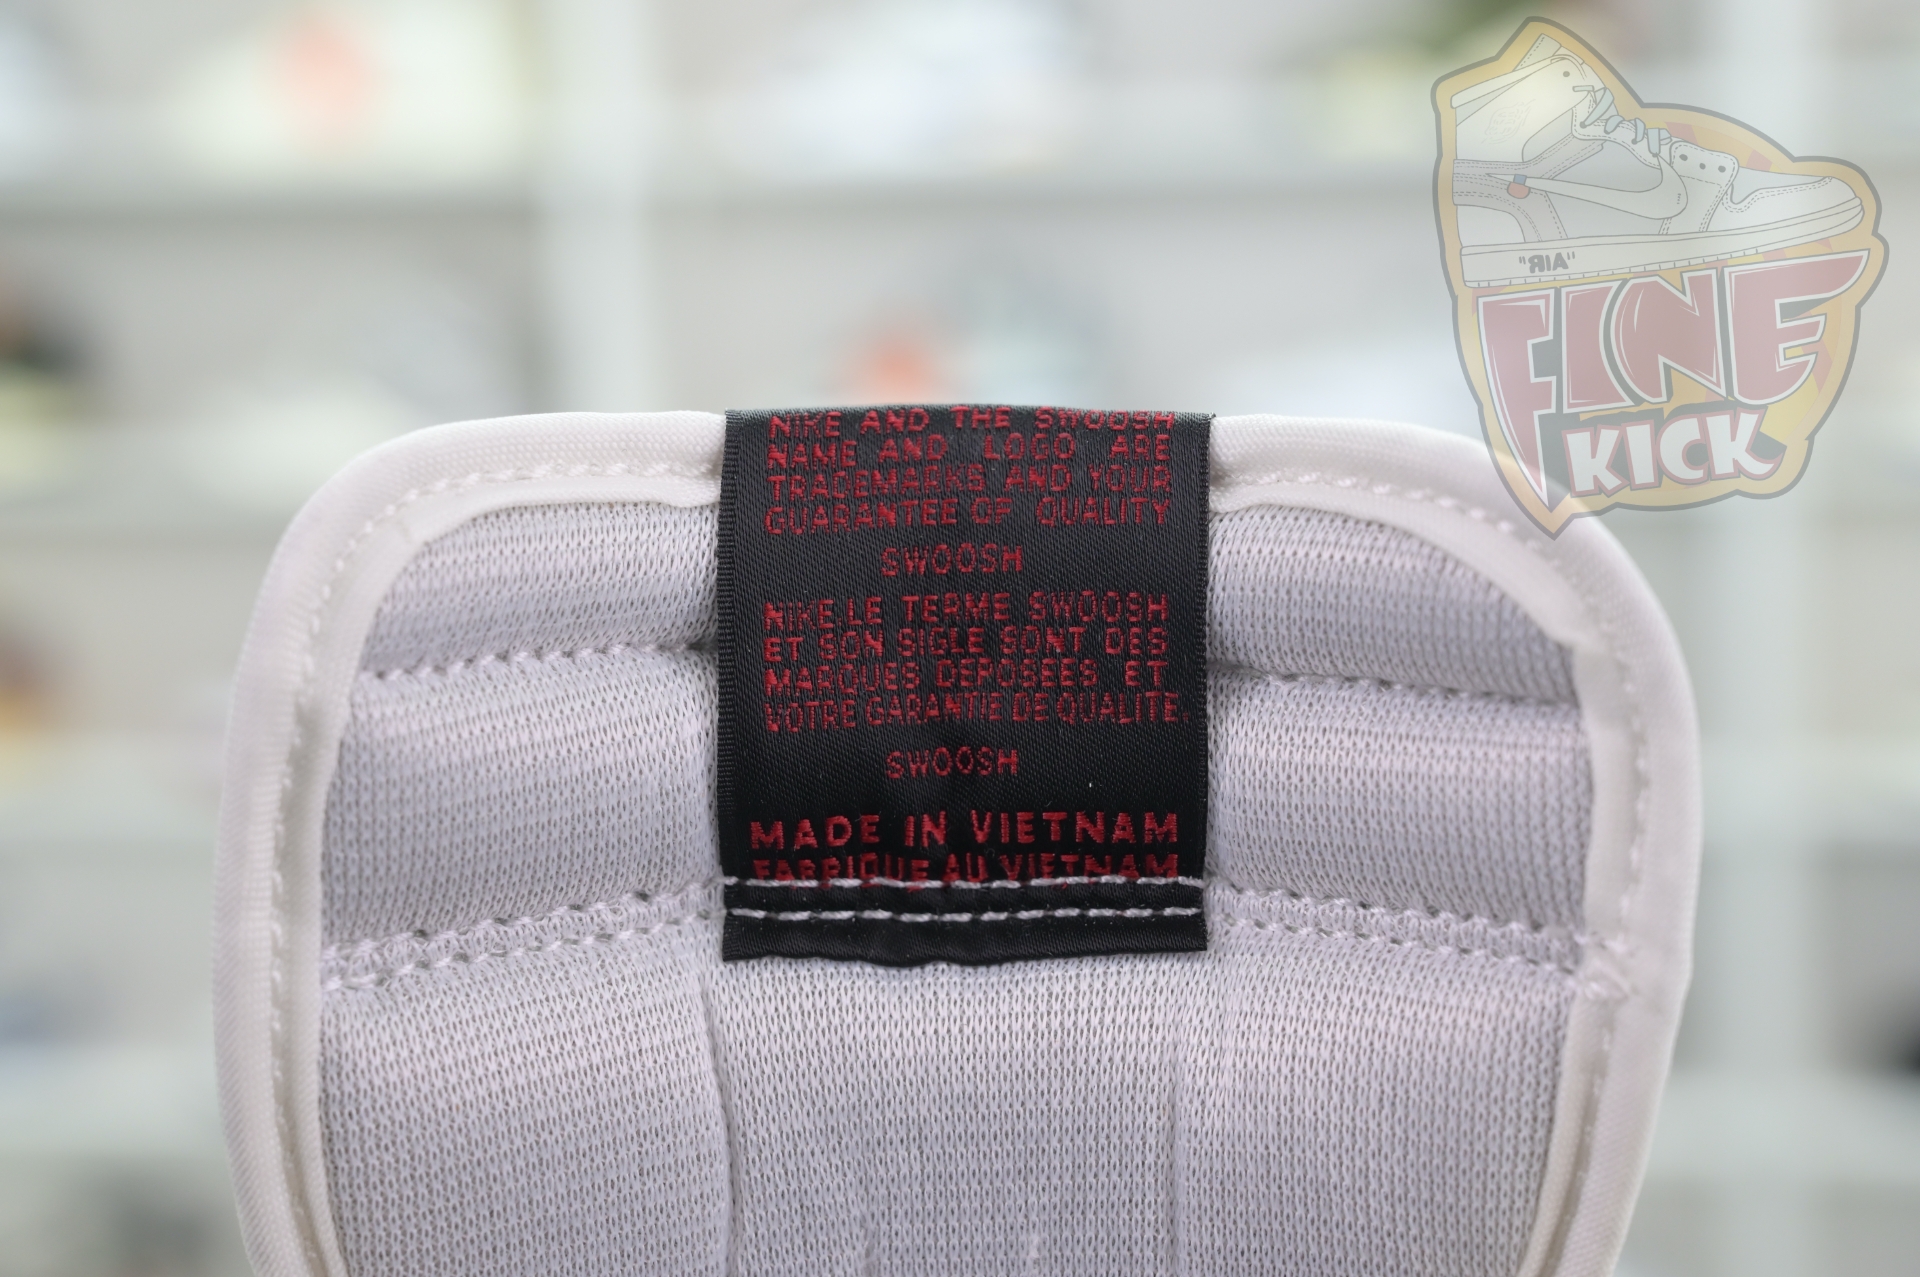 "AIR"
FINE
KICK
NIKE AND THE SWOOSH
NAME AND LOGO ARE
TRADEMARKS AND YOUR
GUARANTEE OF QUALITY
SWOOSH
NIKE.LE TERME SWOOSH
ET SON SIGLE SONT DES
MARQUES DEPOSEES ET
VOTRE GARANTIE DE QUALITE.
SWOOSH
MADE IN VIETNAM
FABRIQUE AU VIETNAM